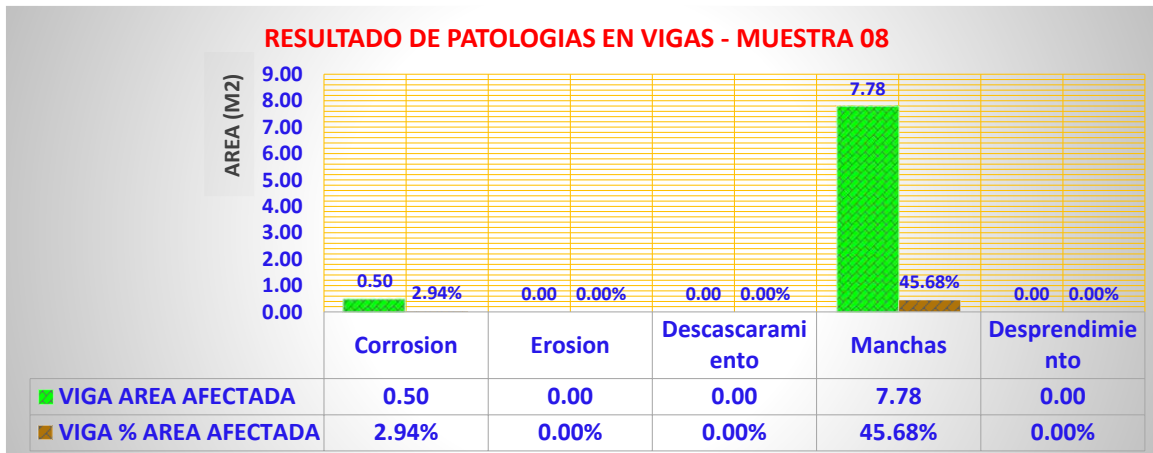 RESULTADO DE PATOLOGIAS EN VIGAS - MUESTRA 08
AREA (M2)
9.00
8.00
7.00
6.00
5.00
4.00
3.00
2.00
1.00
0.00
0.50 2.94% 0.00 0.00% 0.00 0.00% 7.78 45.68% 0.00 0.00%
Corrosion Erosion Descascarami Manchas Desprendimie
ento nto
VIGA AREA AFECTADA 0.50 0.00 0.00 7.78 0.00
VIGA % AREA AFECTADA 2.94% 0.00% 0.00% 45.68% 0.00%